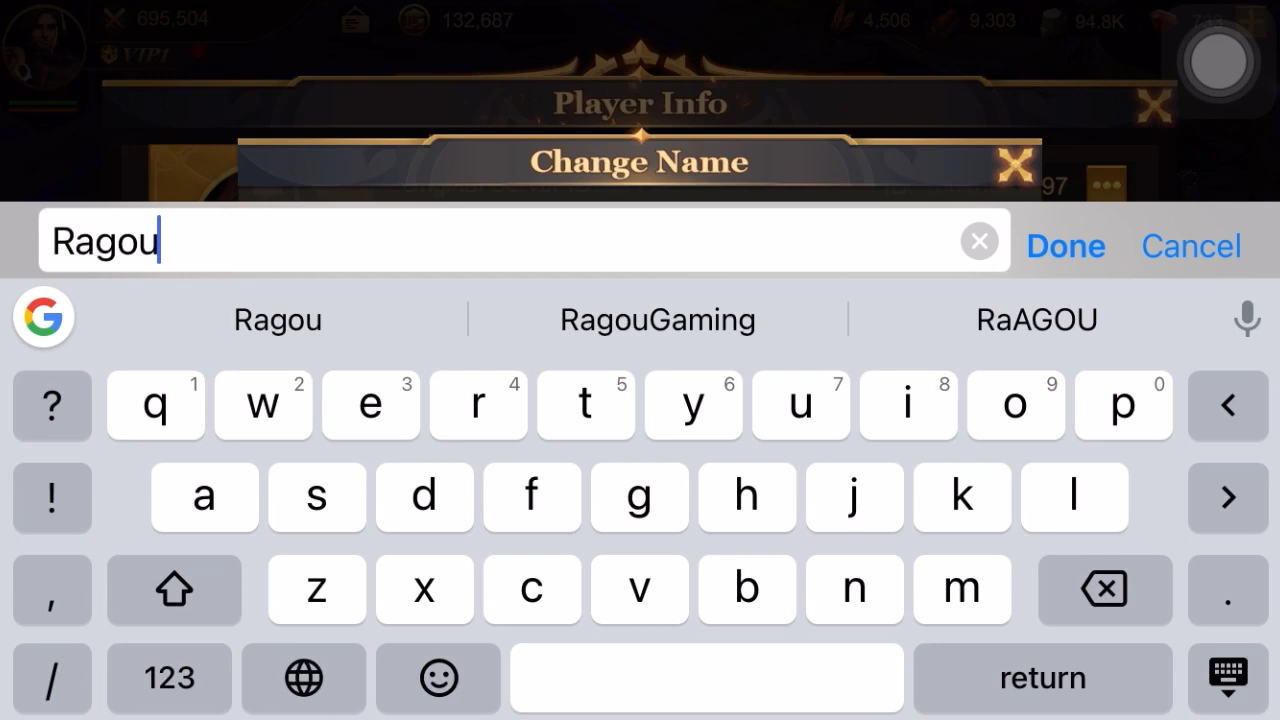 695,504 132,687 4,506 9,303 94.8K
VIP1
Player Info
Change Name
97
Ragou Done Cancel
Ragou RagouGaming RaAGOU
? q 1 w 2 e 3 r 4 t 5 y 6 u 7 i 8 o 9 p 0 <
! a s d f g h j k l >
, z x c v b n m .
/ 123 return